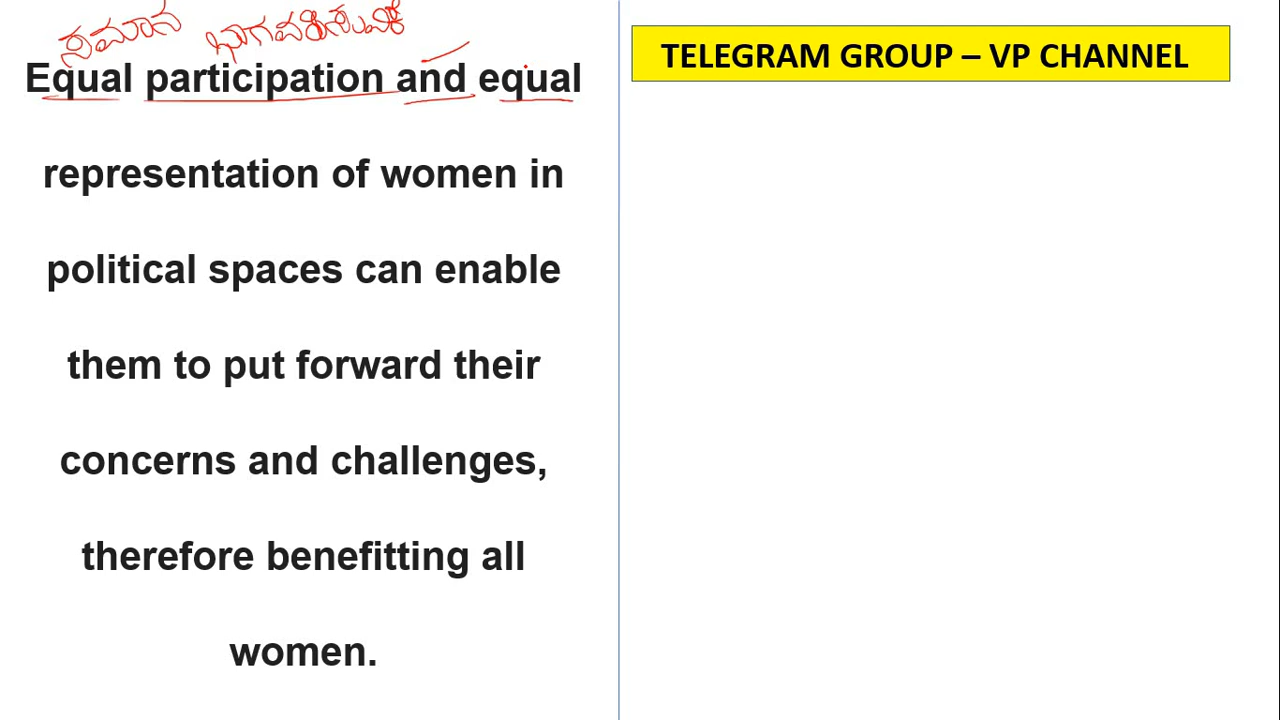 ಸಮಾನ ಭಾಗವಹಿಸುವಿಕೆ
Equal participation and equal
representation of women in
political spaces can enable
them to put forward their
concerns and challenges,
therefore benefitting all
women.
TELEGRAM GROUP – VP CHANNEL